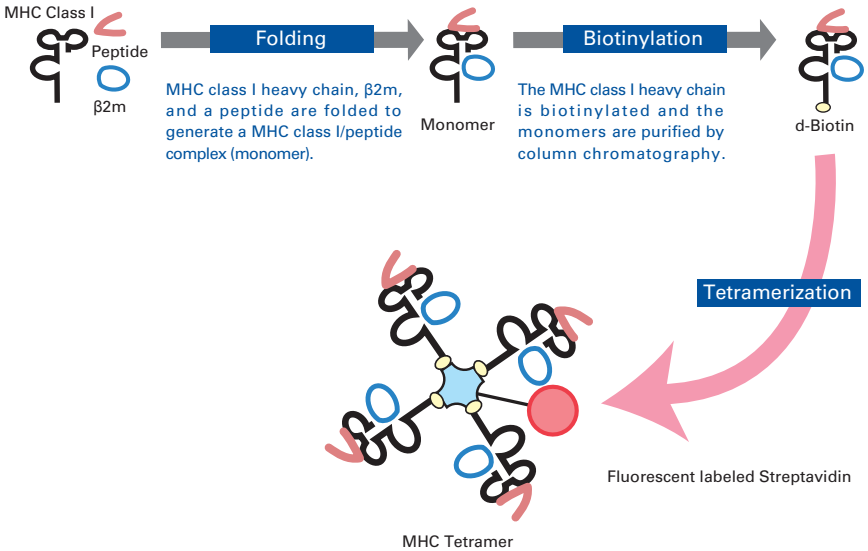 MHC Class I
Peptide
β2m
Folding
MHC class I heavy chain, β2m,
and a peptide are folded to
generate a MHC class I/peptide
complex (monomer).
Monomer
Biotinylation
The MHC class I heavy chain
is biotinylated and the
monomers are purified by
column chromatography.
d-Biotin
Tetramerization
Fluorescent labeled Streptavidin
MHC Tetramer